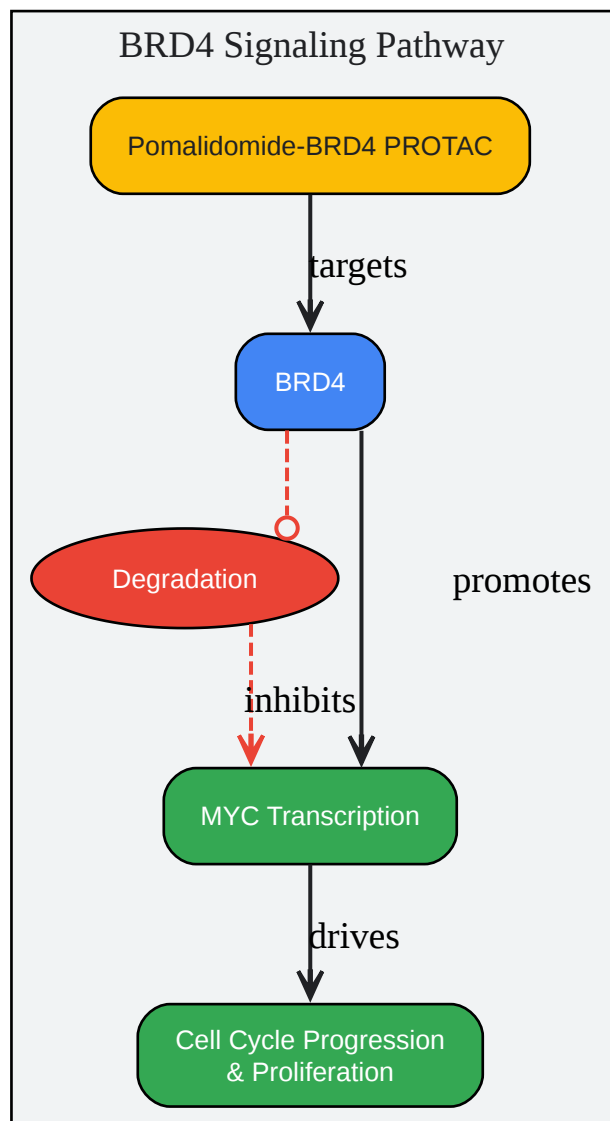 BRD4 Signaling Pathway
Pomalidomide-BRD4 PROTAC
targets
BRD4
Degradation
promotes
inhibits
MYC Transcription
drives
Cell Cycle Progression
& Proliferation